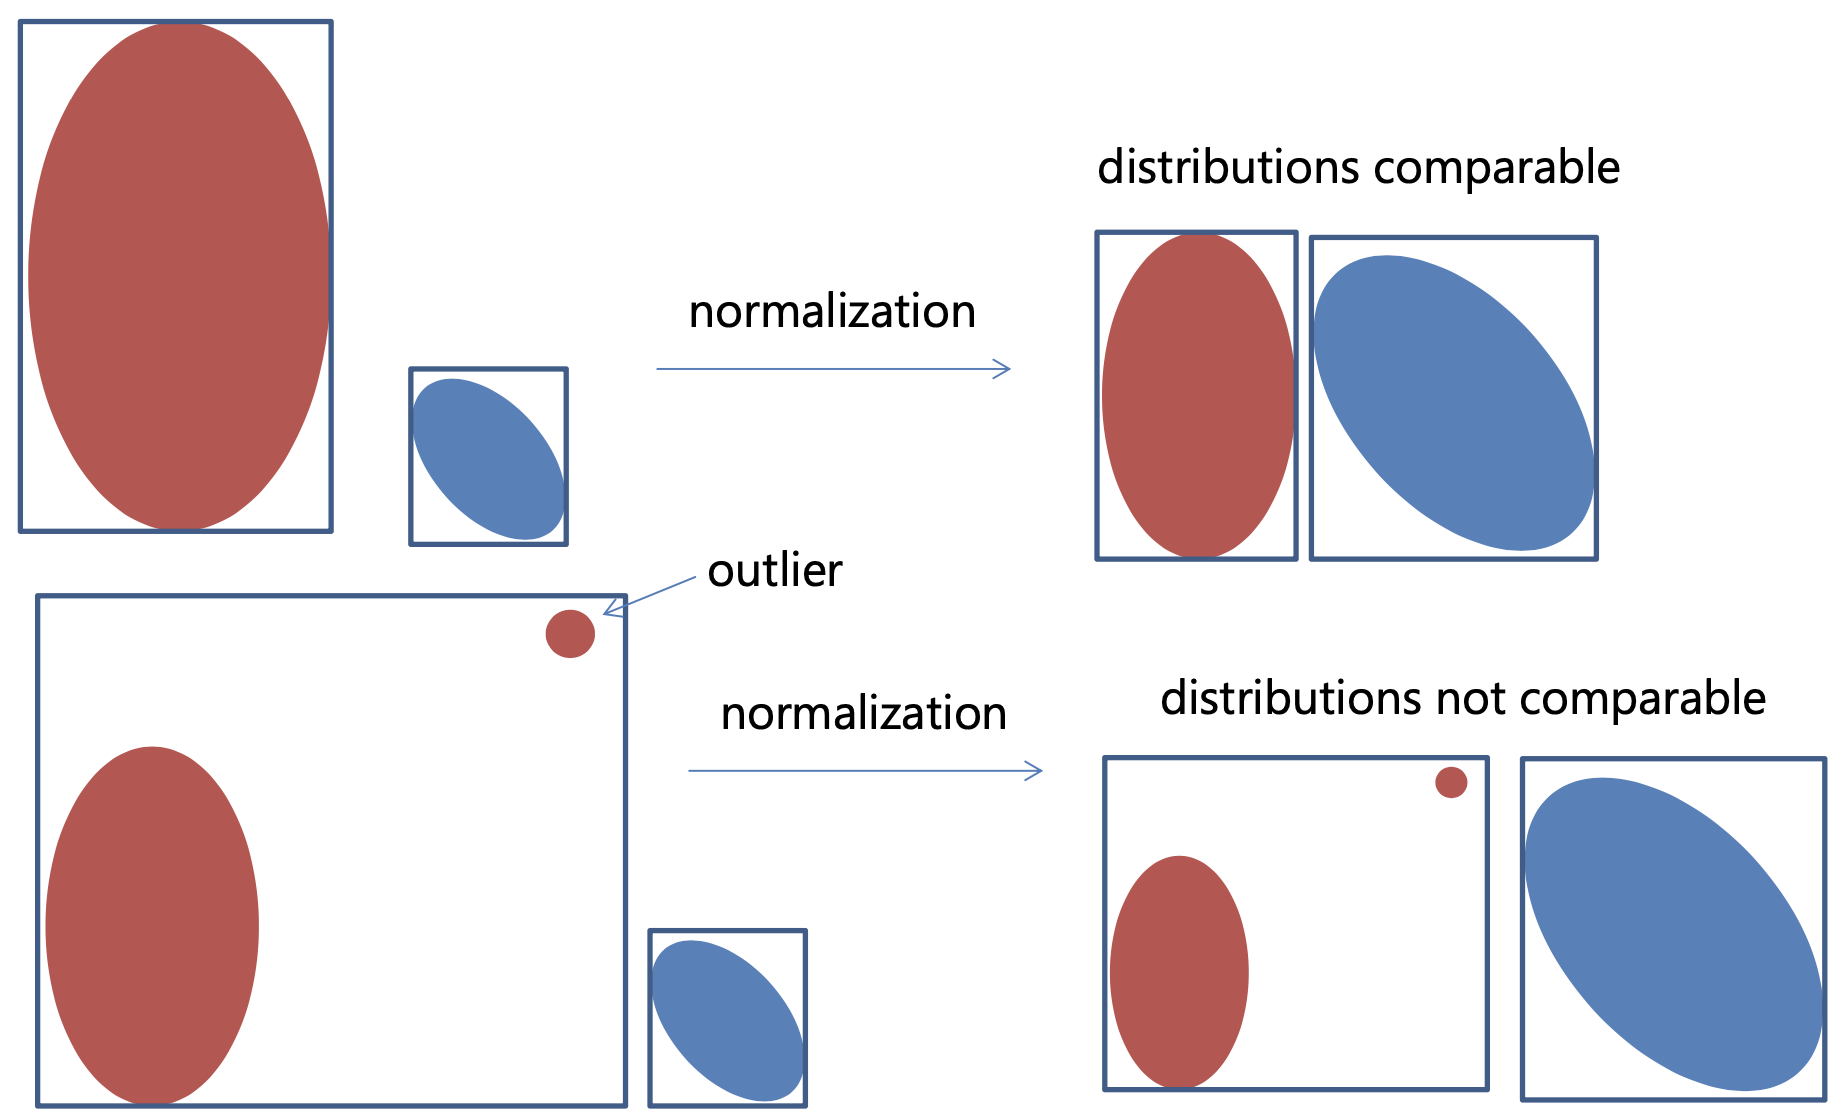 distributions comparable
normalization
outlier
distributions not comparable
normalization